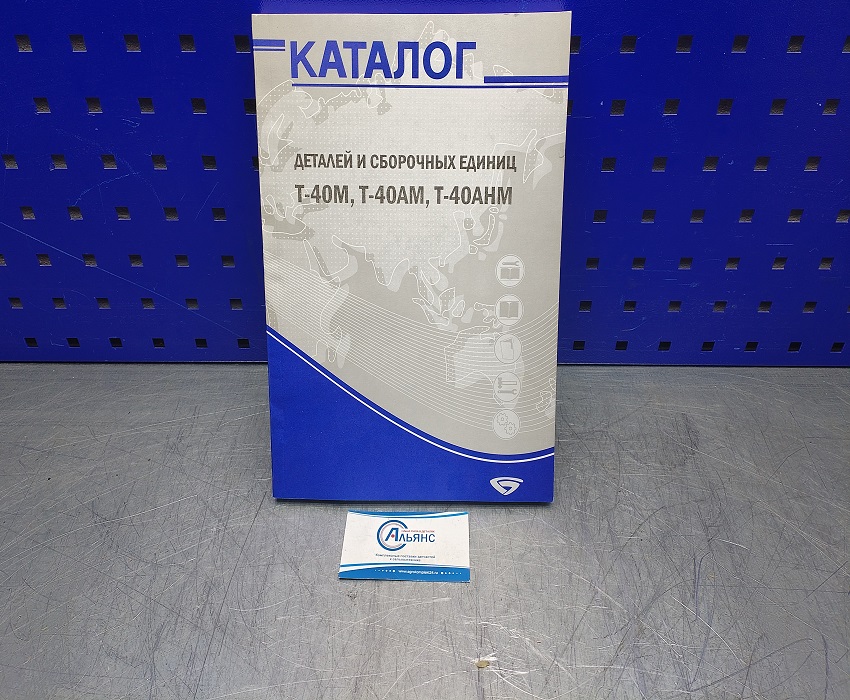 КАТАЛОГ
ДЕТАЛЕЙ И СБОРОЧНЫХ ЕДИНИЦ
Т-40М, Т-40АМ, Т-40АНМ
АЛЬЯНС